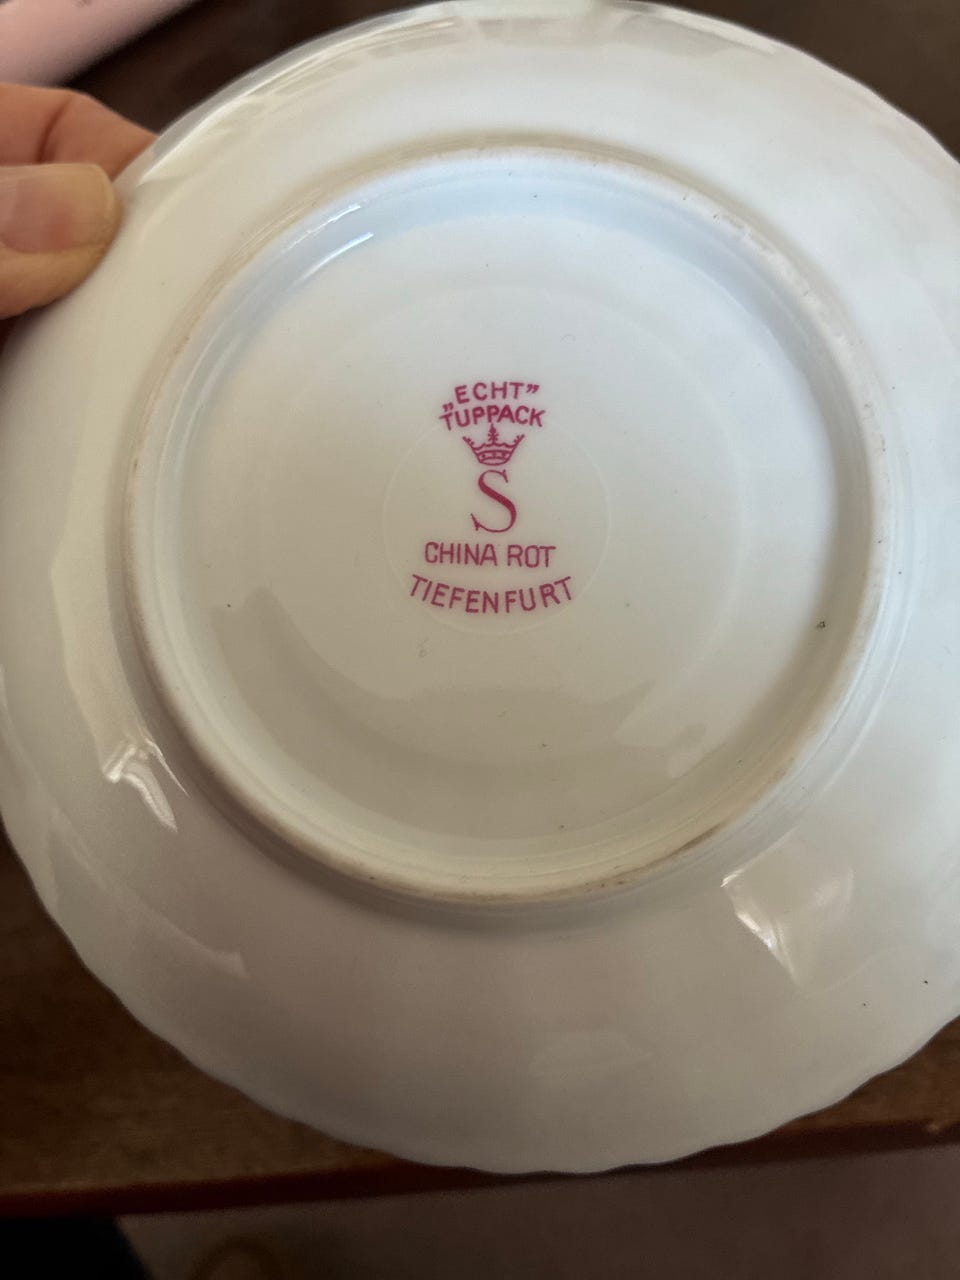 „ECHT”
TUPPACK
S
CHINA ROT
TIEFENFURT